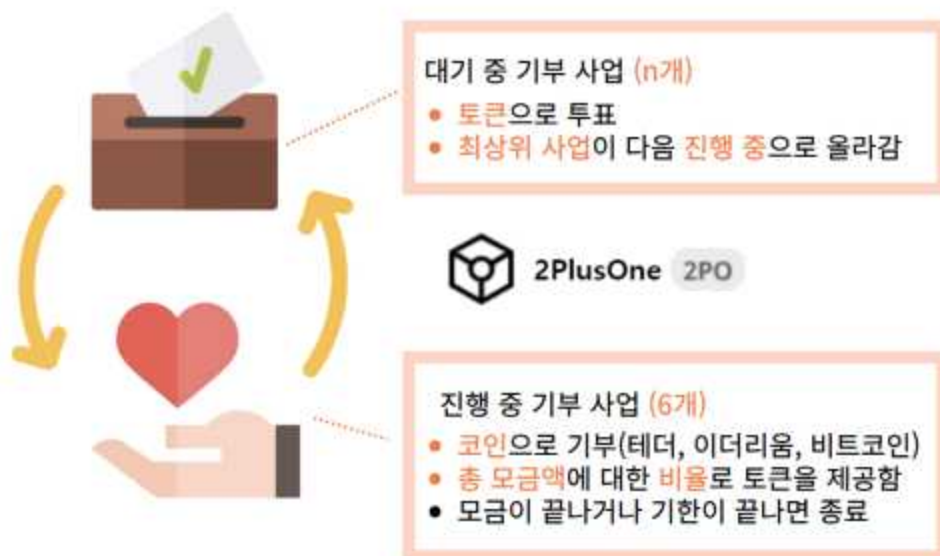 대기 중 기부 사업 (n개)
• 토큰으로 투표
• 최상위 사업이 다음 진행 중으로 올라감
2PlusOne 2PO
진행 중 기부 사업 (6개)
• 코인으로 기부(테더, 이더리움, 비트코인)
• 총 모금액에 대한 비율로 토큰을 제공함
• 모금이 끝나거나 기한이 끝나면 종료